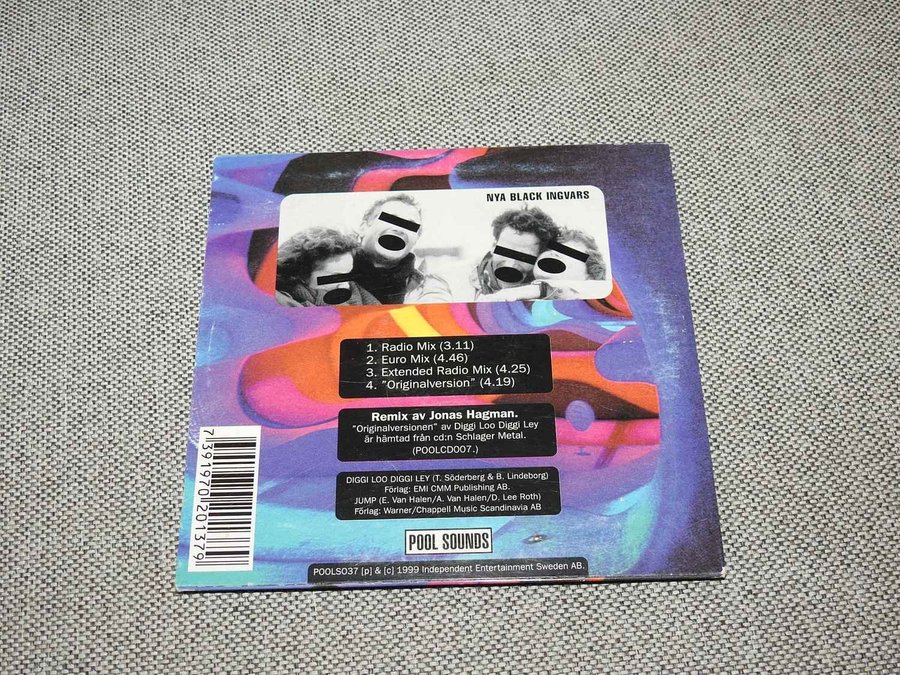 NYA BLACK INGVARS
1. Radio Mix (3.11)
2. Euro Mix (4.46)
3. Extended Radio Mix (4.25)
4. ”Originalversion” (4.19)
Remix av Jonas Hagman.
”Originalversionen” av Diggi Loo Diggi Ley
är hämtad från cd:n Schlager Metal.
(POOLCD007.)
DIGGI LOO DIGGI LEY (T. Söderberg & B. Lindeborg)
Förlag: EMI CMM Publishing AB.
JUMP (E. Van Halen/A. Van Halen/D. Lee Roth)
Förlag: Warner/Chappell Music Scandinavia AB
7391970201379
POOL SOUNDS
POOLS037 [p] & [c] 1999 Independent Entertainment Sweden AB.